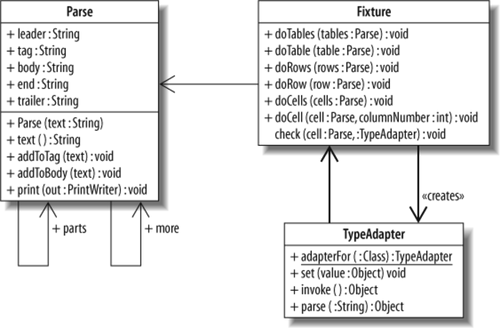 Parse
+ leader : String
+ tag : String
+ body : String
+ end : String
+ trailer : String
+ Parse (text : String)
+ text ( ) : String
+ addToTag (text) : void
+ addToBody (text) : void
+ print (out : PrintWriter) : void
+ parts
+ more
Fixture
+ doTables (tables : Parse) : void
+ doTable (table : Parse) : void
+ doRows (rows : Parse) : void
+ doRow (row : Parse) : void
+ doCells (cells : Parse) : void
+ doCell (cell : Parse, columnNumber : int) : void
check (cell : Parse, :TypeAdapter) : void
«creates»
TypeAdapter
+ adapterFor ( : Class) : TypeAdapter
+ set (value : Object) void
+ invoke ( ) : Object
+ parse ( : String) : Object